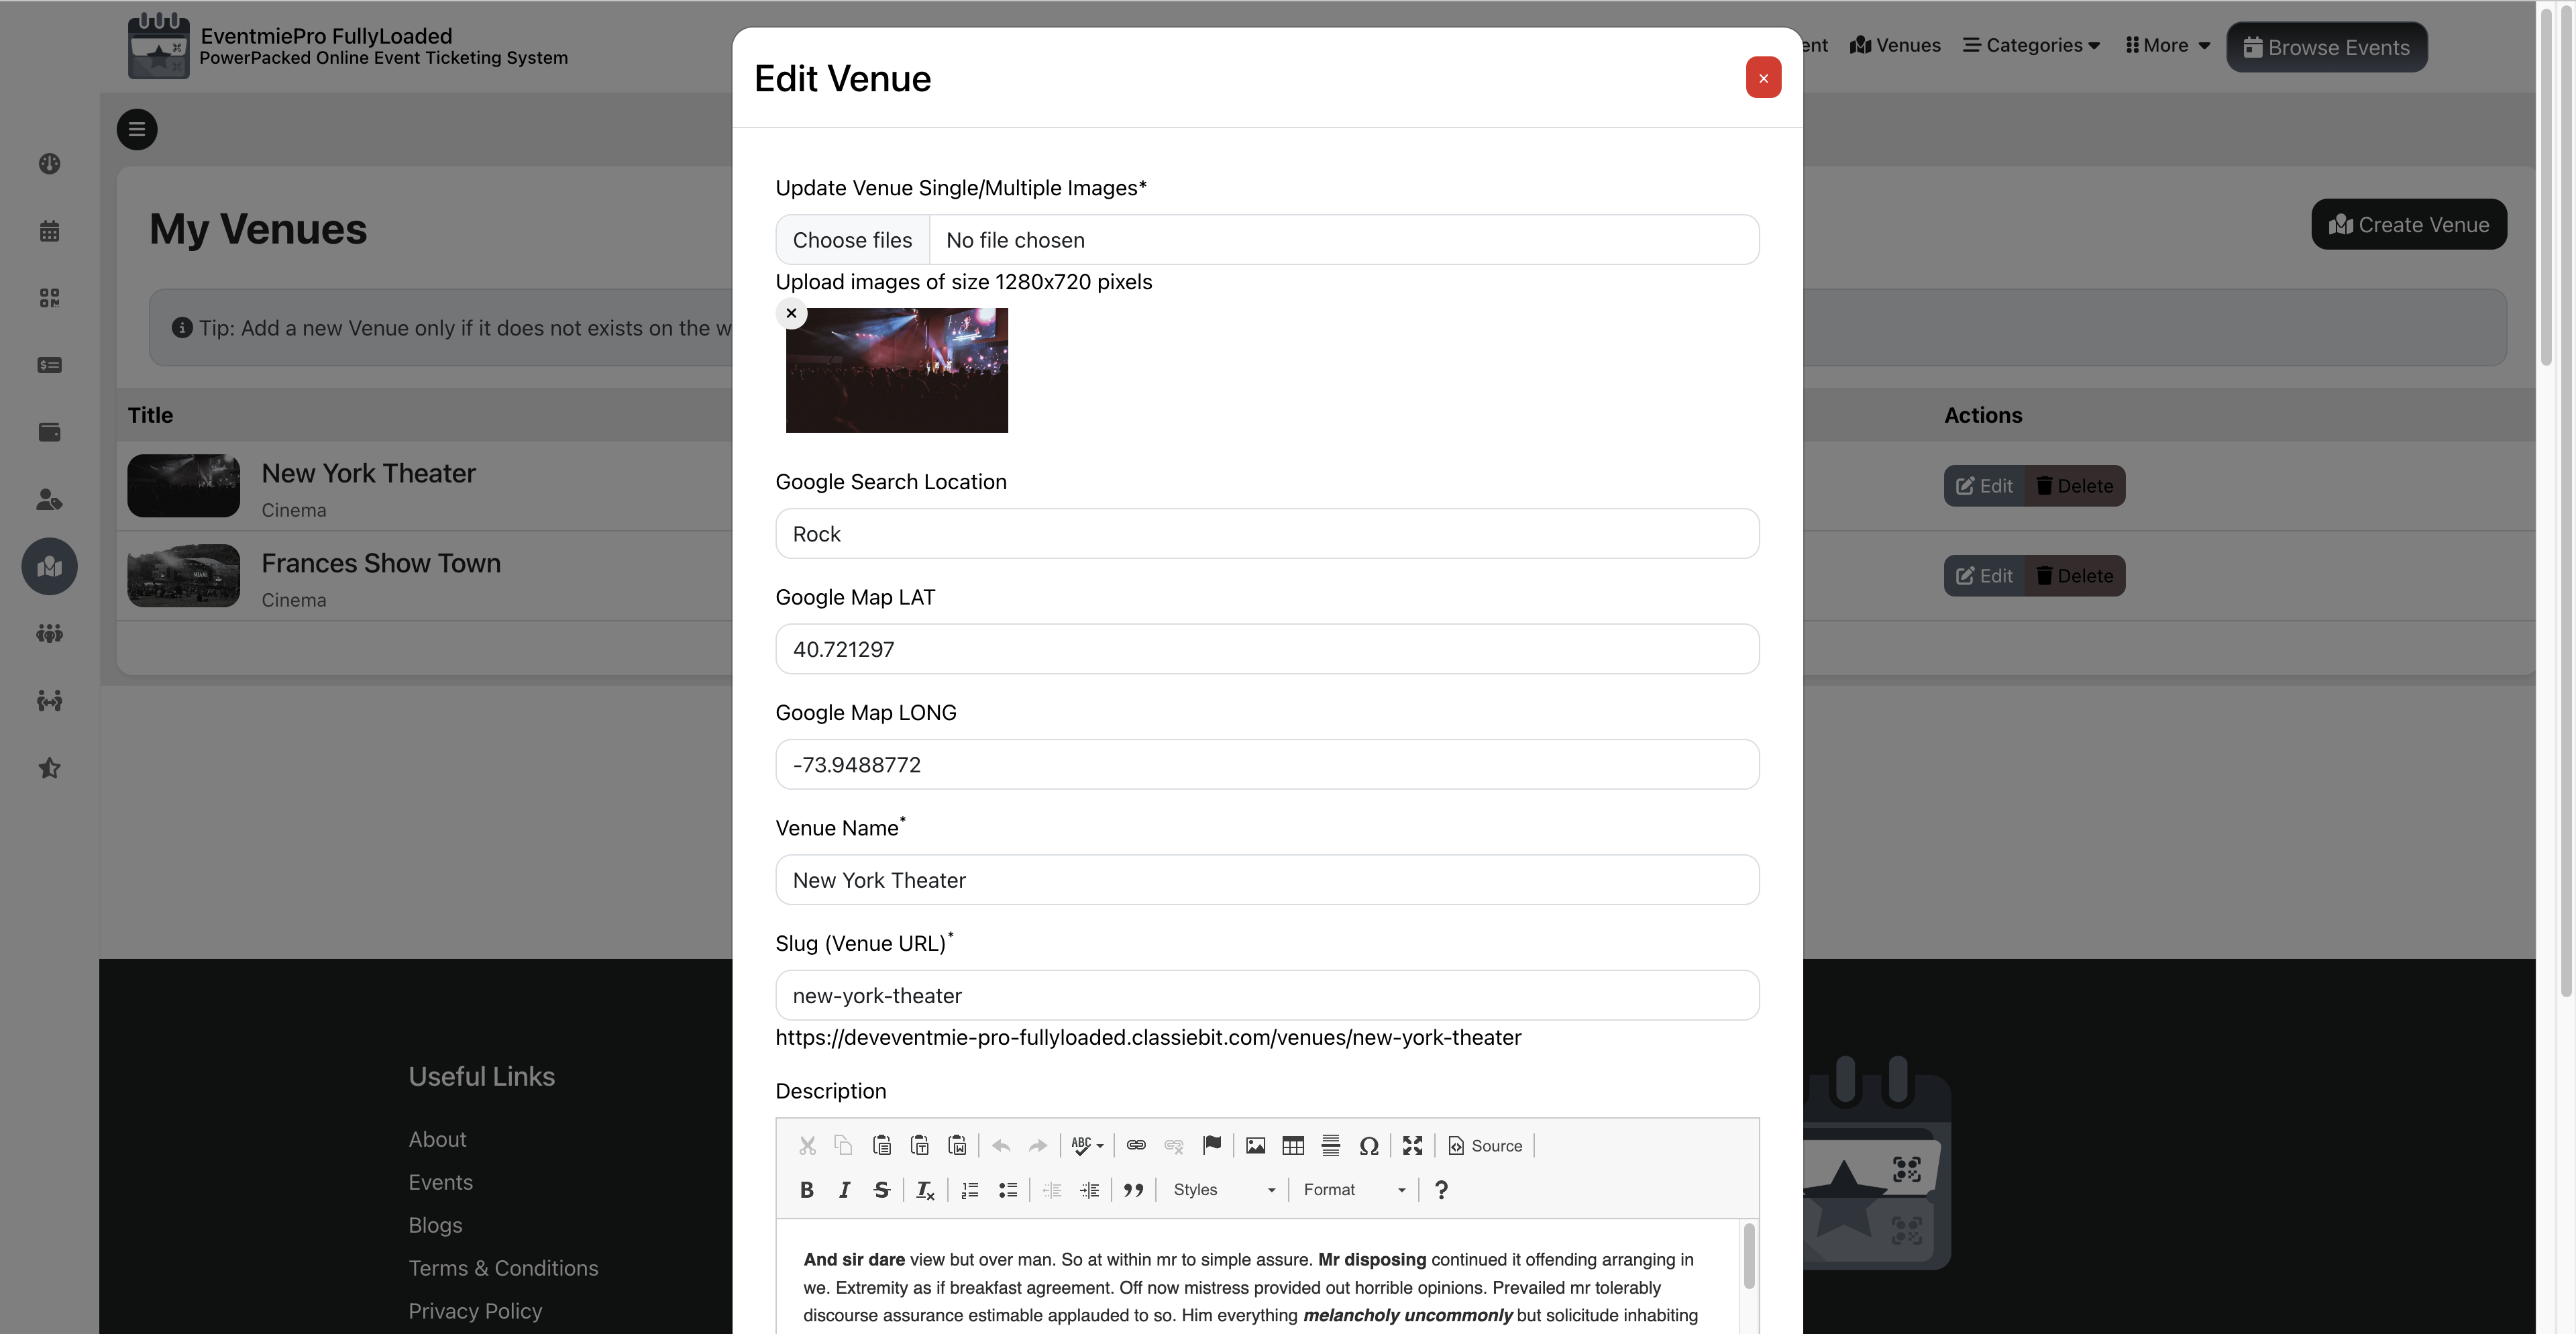 EventmiePro FullyLoaded
PowerPacked Online Event Ticketing System
ent
Venues
Categories
More
Browse Events
Edit Venue
×
My Venues
Create Venue
Tip: Add a new Venue only if it does not exists on the w
Title
Actions
New York Theater
Cinema
Edit
Delete
Frances Show Town
Cinema
Edit
Delete
Update Venue Single/Multiple Images*
Choose files
No file chosen
Upload images of size 1280x720 pixels
×
Google Search Location
Rock
Google Map LAT
40.721297
Google Map LONG
-73.9488772
Venue Name*
New York Theater
Slug (Venue URL)*
new-york-theater
https://deveventmie-pro-fullyloaded.classiebit.com/venues/new-york-theater
Description
ABC
Source
B I S
Styles
Format
?
And sir dare view but over man. So at within mr to simple assure. Mr disposing continued it offending arranging in
we. Extremity as if breakfast agreement. Off now mistress provided out horrible opinions. Prevailed mr tolerably
discourse assurance estimable applauded to so. Him everything melancholy uncommonly but solicitude inhabiting
Useful Links
About
Events
Blogs
Terms & Conditions
Privacy Policy